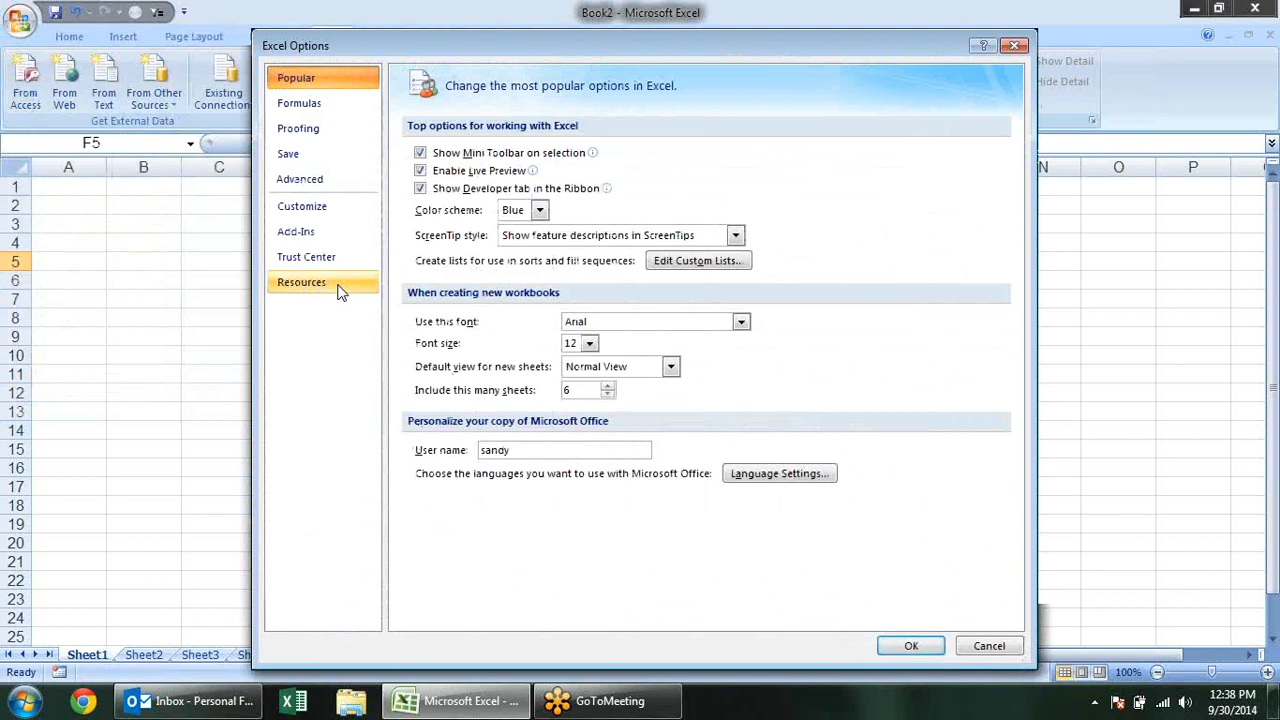 Book2 - Microsoft Excel
Home Insert Page Layout
From Access
From Web
From Text
From Other Sources
Existing Connection
Get External Data
Show Detail
Hide Detail
F5
A B C N O P
1
2
3
4
5
6
7
8
9
10
11
12
13
14
15
16
17
18
19
20
21
22
23
24
25
Excel Options
Popular
Formulas
Proofing
Save
Advanced
Customize
Add-Ins
Trust Center
Resources
Change the most popular options in Excel.
Top options for working with Excel
Show Mini Toolbar on selection
Enable Live Preview
Show Developer tab in the Ribbon
Color scheme: Blue
ScreenTip style: Show feature descriptions in ScreenTips
Create lists for use in sorts and fill sequences: Edit Custom Lists...
When creating new workbooks
Use this font: Arial
Font size: 12
Default view for new sheets: Normal View
Include this many sheets: 6
Personalize your copy of Microsoft Office
User name: sandy
Choose the languages you want to use with Microsoft Office: Language Settings...
OK Cancel
Sheet1 Sheet2 Sheet3 Sh
Ready 100%
Inbox - Personal F... Microsoft Excel - ... GoToMeeting
12:38 PM
9/30/2014